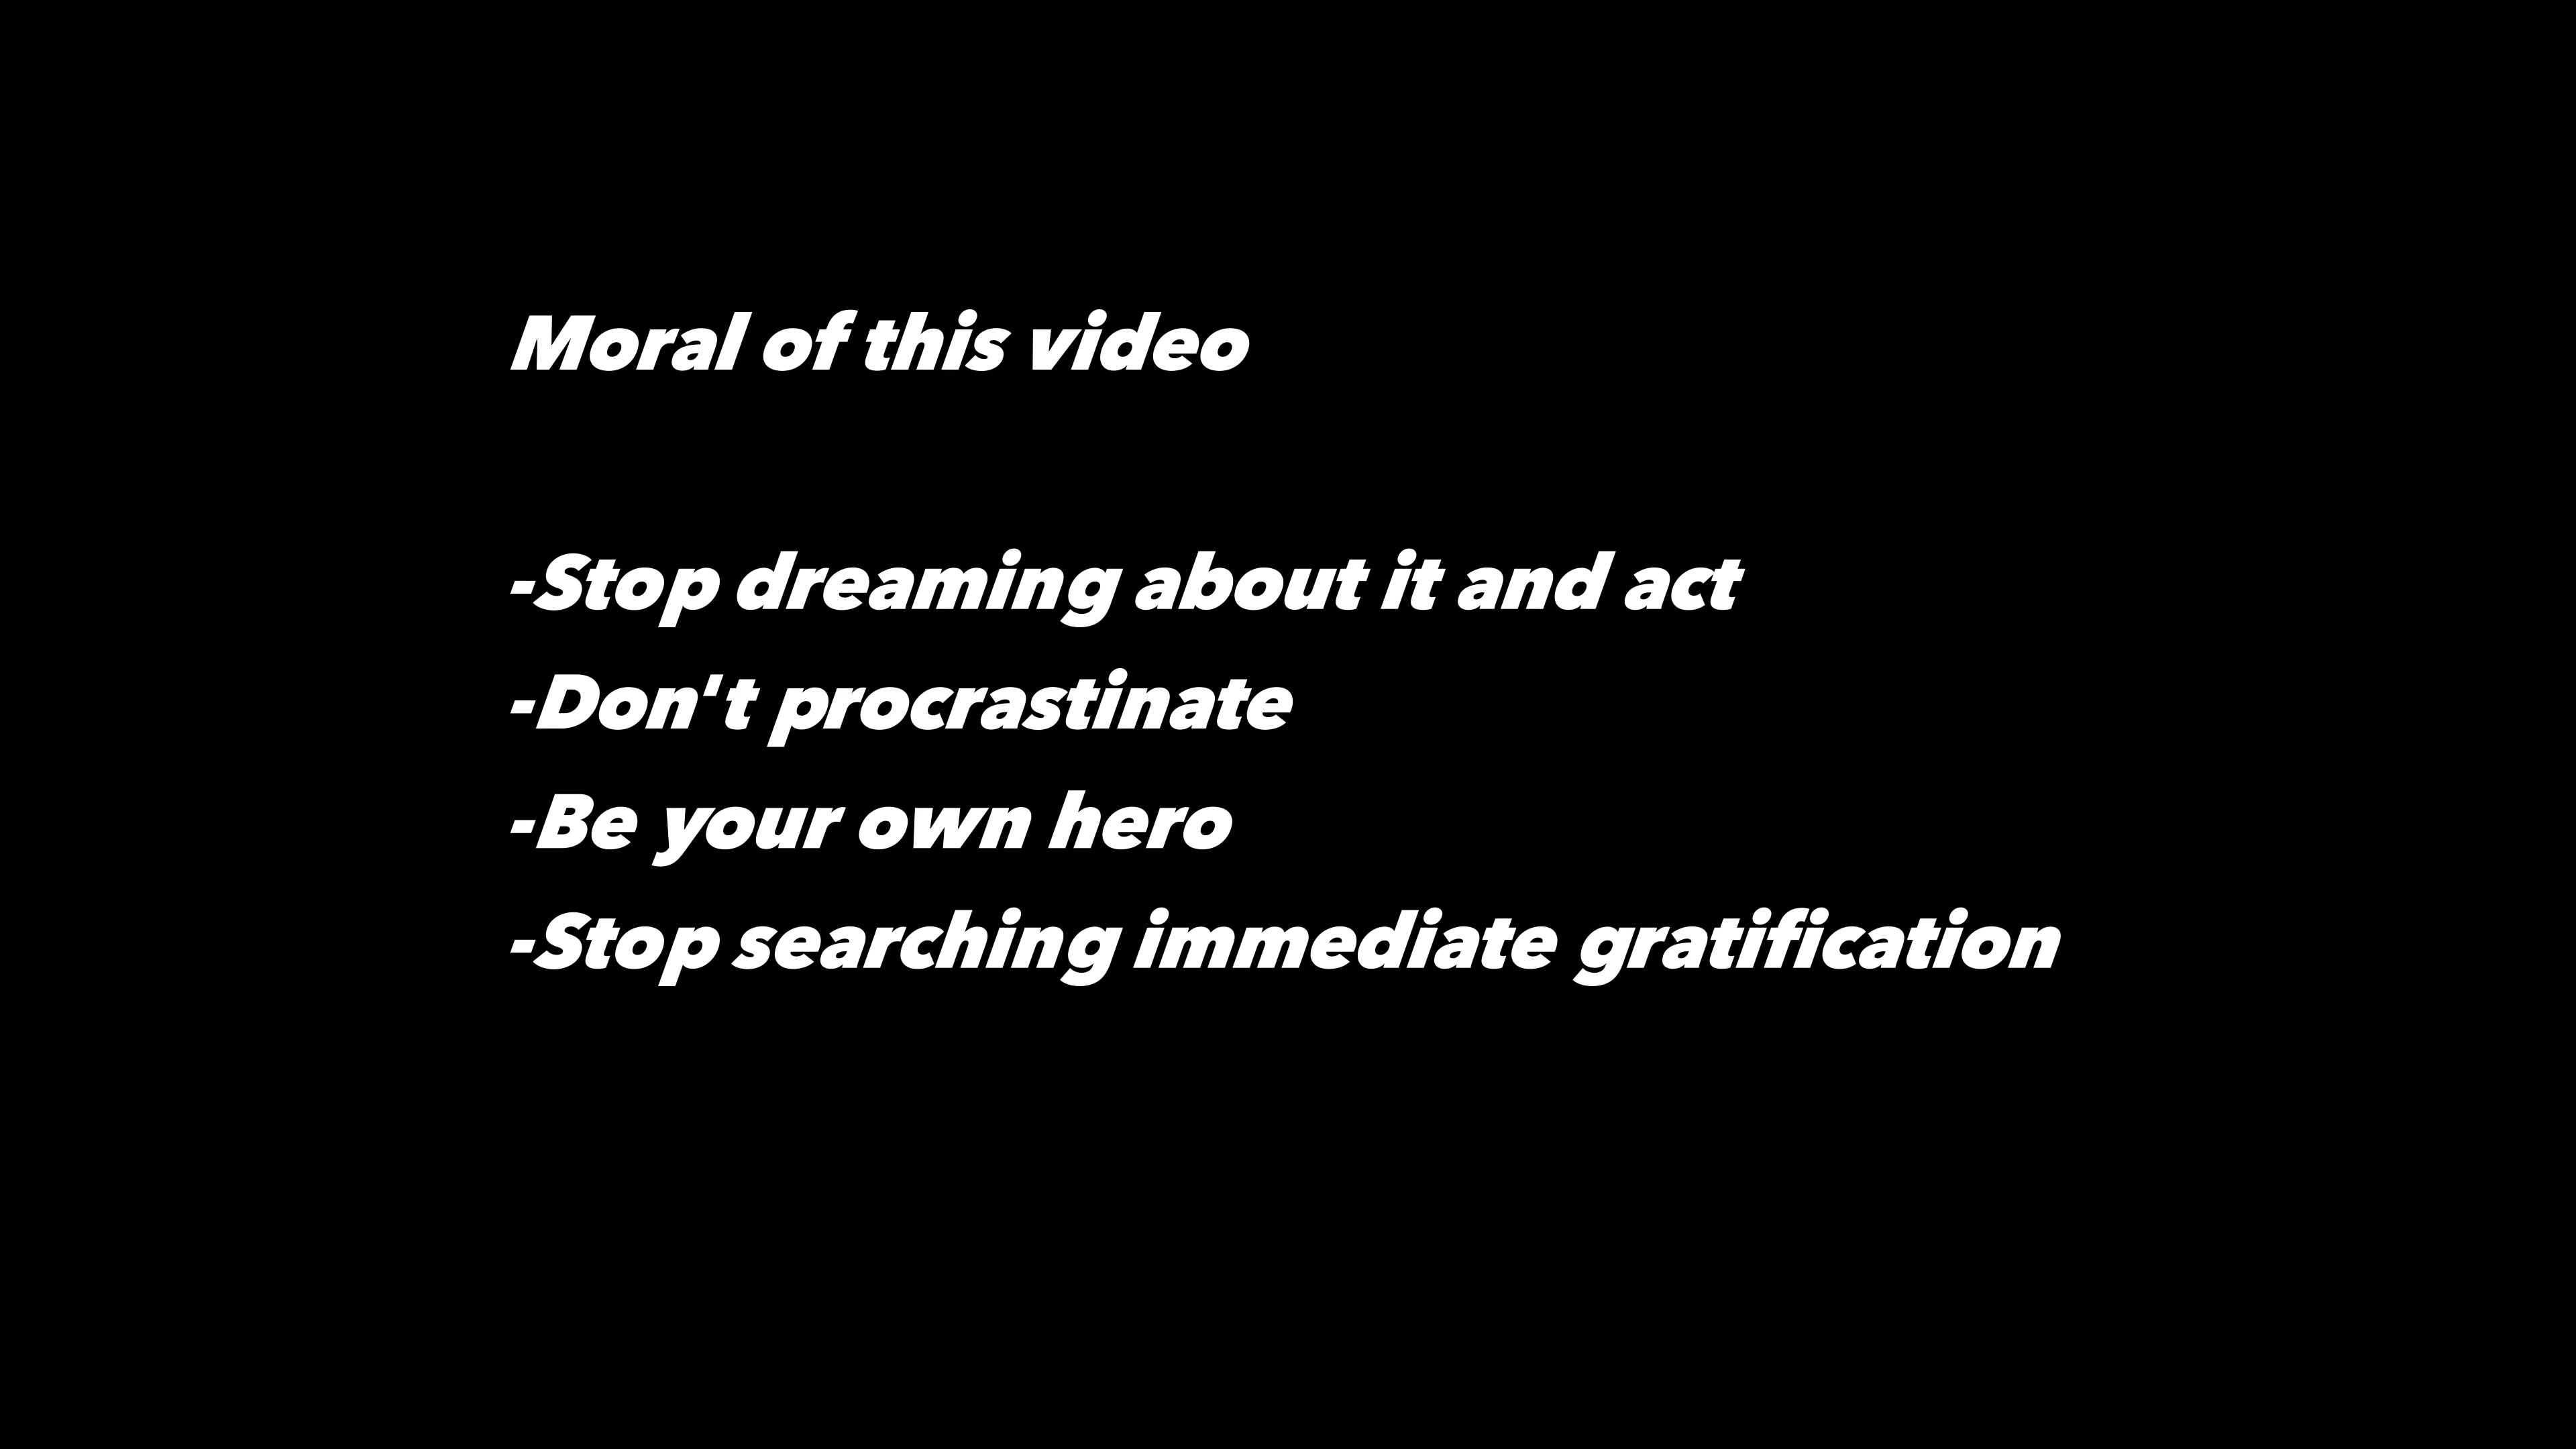 Moral of this video
-Stop dreaming about it and act
-Don't procrastinate
-Be your own hero
-Stop searching immediate gratification